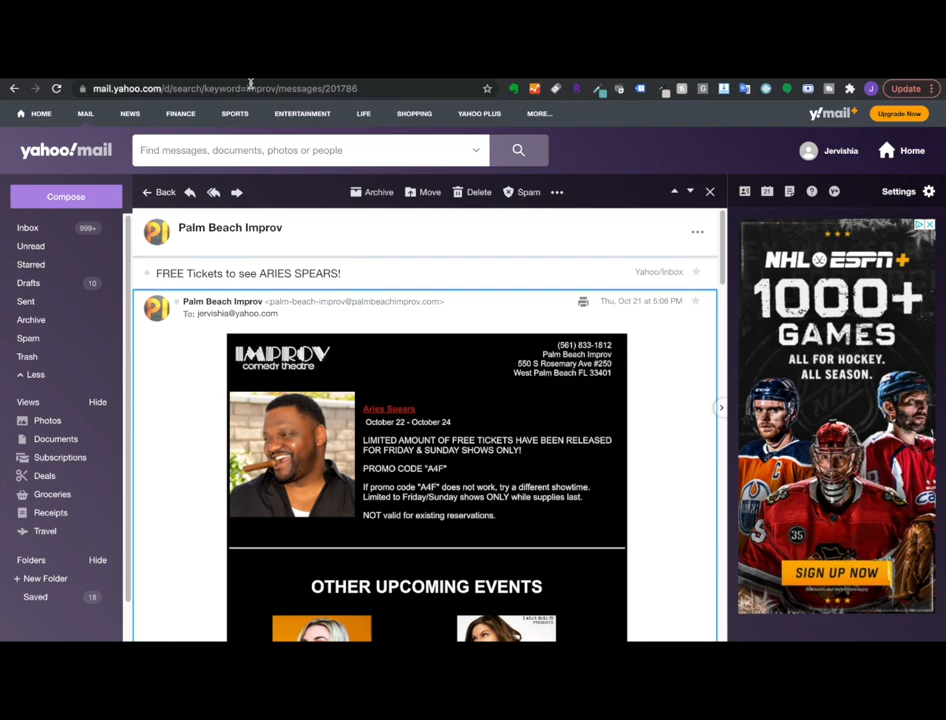 mail.yahoo.com/d/search/keyword=improv/messages/201786
Update
HOME MAIL NEWS FINANCE SPORTS ENTERTAINMENT LIFE SHOPPING YAHOO PLUS MORE...
y!mail+ Upgrade Now
yahoo!mail
Find messages, documents, photos or people
Jervishia Home
Compose
Back
Archive Move Delete Spam
Settings
Inbox 999+
Unread
Starred
Drafts 10
Sent
Archive
Spam
Trash
Less
Views Hide
Photos
Documents
Subscriptions
Deals
Groceries
Receipts
Travel
Folders Hide
+ New Folder
Saved 18
Palm Beach Improv
FREE Tickets to see ARIES SPEARS!
Yahoo/Inbox
Palm Beach Improv <palm-beach-improv@palmbeachimprov.com>
Thu, Oct 21 at 5:06 PM
To: jervishia@yahoo.com
IMPROV
comedy theatre
(561) 833-1812
Palm Beach Improv
550 S Rosemary Ave #250
West Palm Beach FL 33401
Aries Spears
October 22 - October 24
LIMITED AMOUNT OF FREE TICKETS HAVE BEEN RELEASED
FOR FRIDAY & SUNDAY SHOWS ONLY!
PROMO CODE "A4F"
If promo code "A4F" does not work, try a different showtime.
Limited to Friday/Sunday shows ONLY while supplies last.
NOT valid for existing reservations.
OTHER UPCOMING EVENTS
NHL ESPN+
1000+
GAMES
ALL FOR HOCKEY.
ALL SEASON.
35
SIGN UP NOW